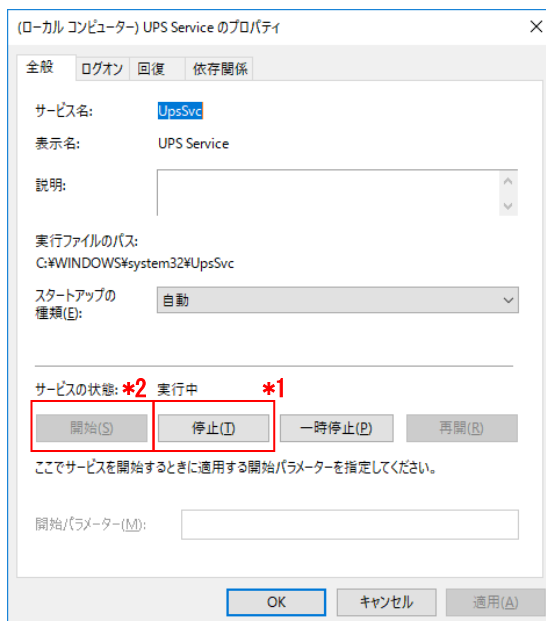 (ローカル コンピューター) UPS Service のプロパティ
全般 ログオン 回復 依存関係
サービス名: UpsSvc
表示名: UPS Service
説明:
実行ファイルのパス:
C:¥WINDOWS¥system32¥UpsSvc
スタートアップの
種類(E): 自動
サービスの状態: *2 実行中 *1
開始(S) 停止(T) 一時停止(P) 再開(R)
ここでサービスを開始するときに適用する開始パラメーターを指定してください。
開始パラメーター(M):
OK キャンセル 適用(A)